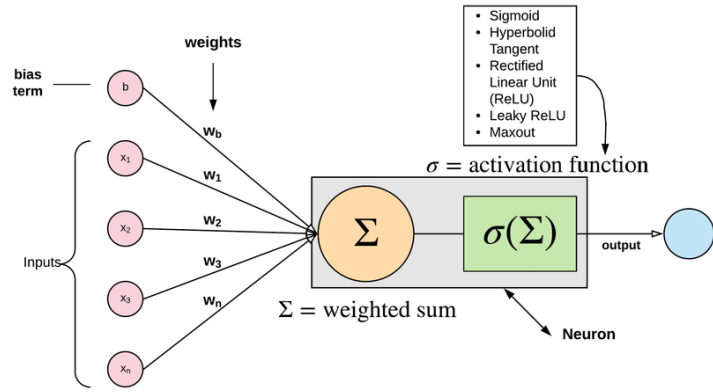 • Sigmoid
• Hyperbolid
Tangent
• Rectified
Linear Unit
(ReLU)
• Leaky ReLU
• Maxout
weights
bias
term
b
w_b
x_1
w_1
σ = activation function
x_2
w_2
Σ
σ(Σ)
output
Inputs
x_3
w_3
w_n
Σ = weighted sum
Neuron
x_n